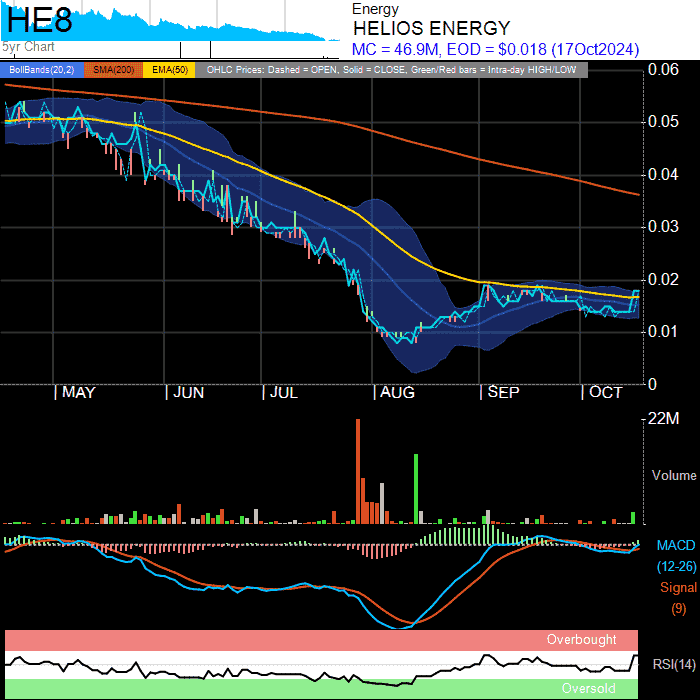 HE8
5yr Chart
Energy
HELIOS ENERGY
MC = 46.9M, EOD = $0.018 (17Oct2024)
BollBands(20,2) SMA(200) EMA(50) OHLC Prices: Dashed = OPEN, Solid = CLOSE, Green/Red bars = Intra-day HIGH/LOW
0.06
0.05
0.04
0.03
0.02
0.01
0
MAY JUN JUL AUG SEP OCT
22M
Volume
MACD
(12-26)
Signal
(9)
Overbought
RSI(14)
Oversold